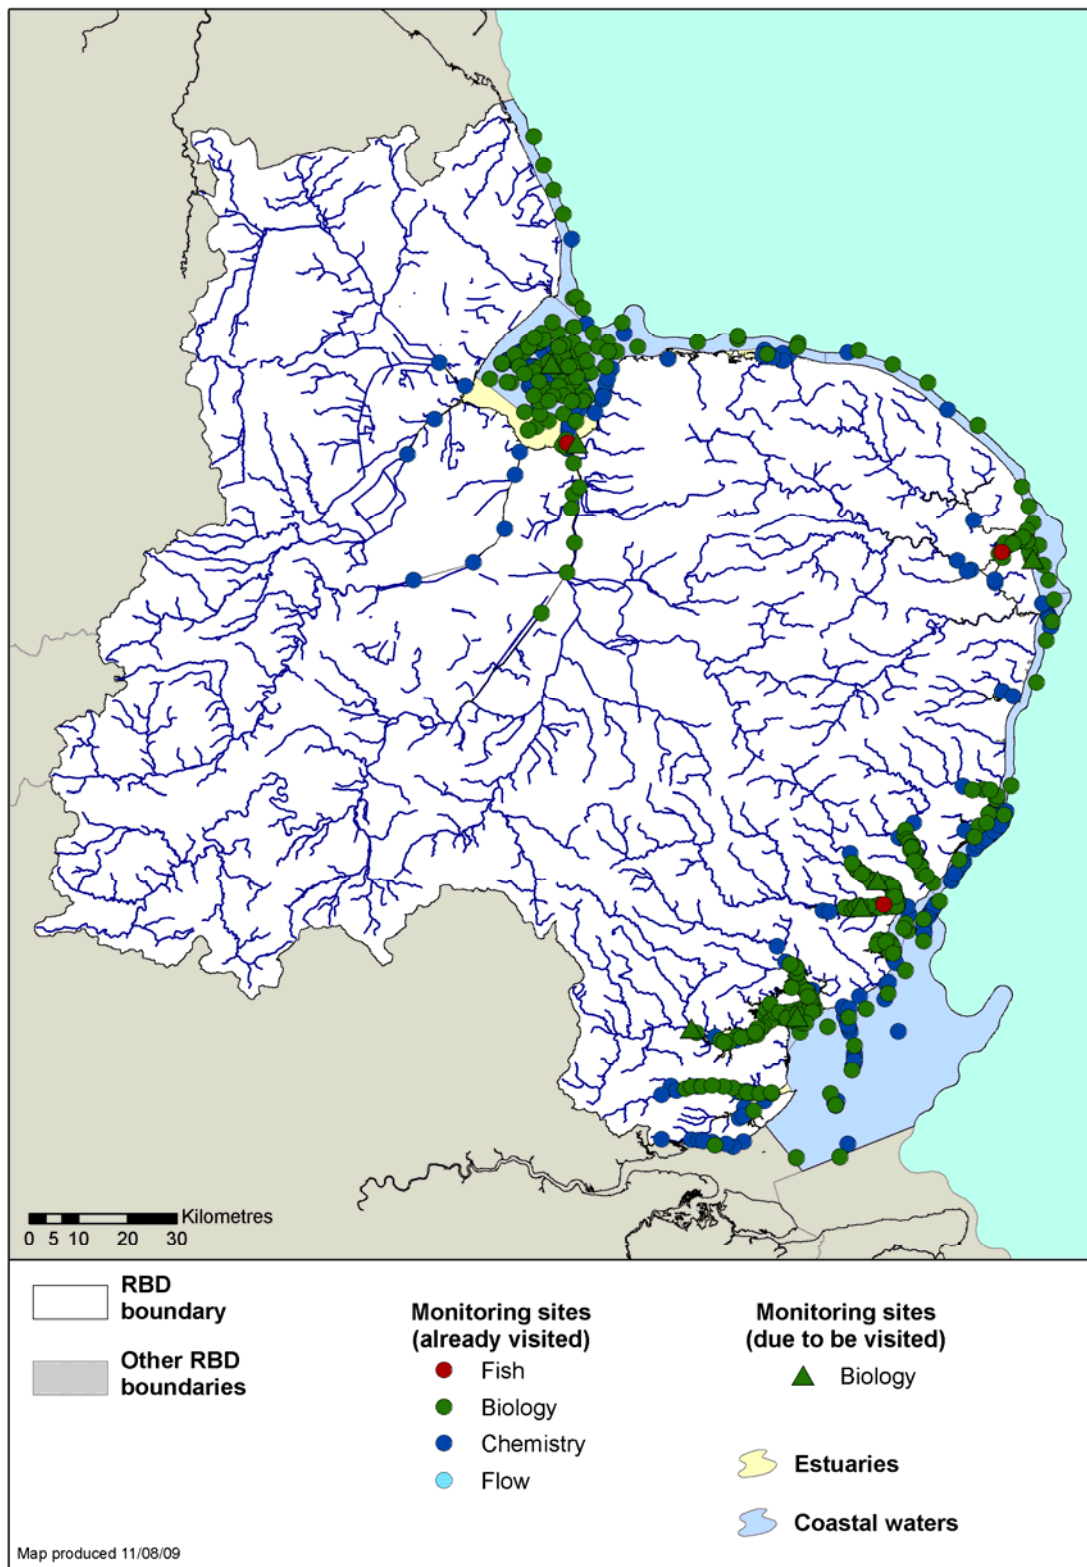 Kilometres
0 5 10 20 30
RBD
boundary
Other RBD
boundaries
Monitoring sites
(already visited)
Fish
Biology
Chemistry
Flow
Monitoring sites
(due to be visited)
Biology
Estuaries
Coastal waters
Map produced 11/08/09